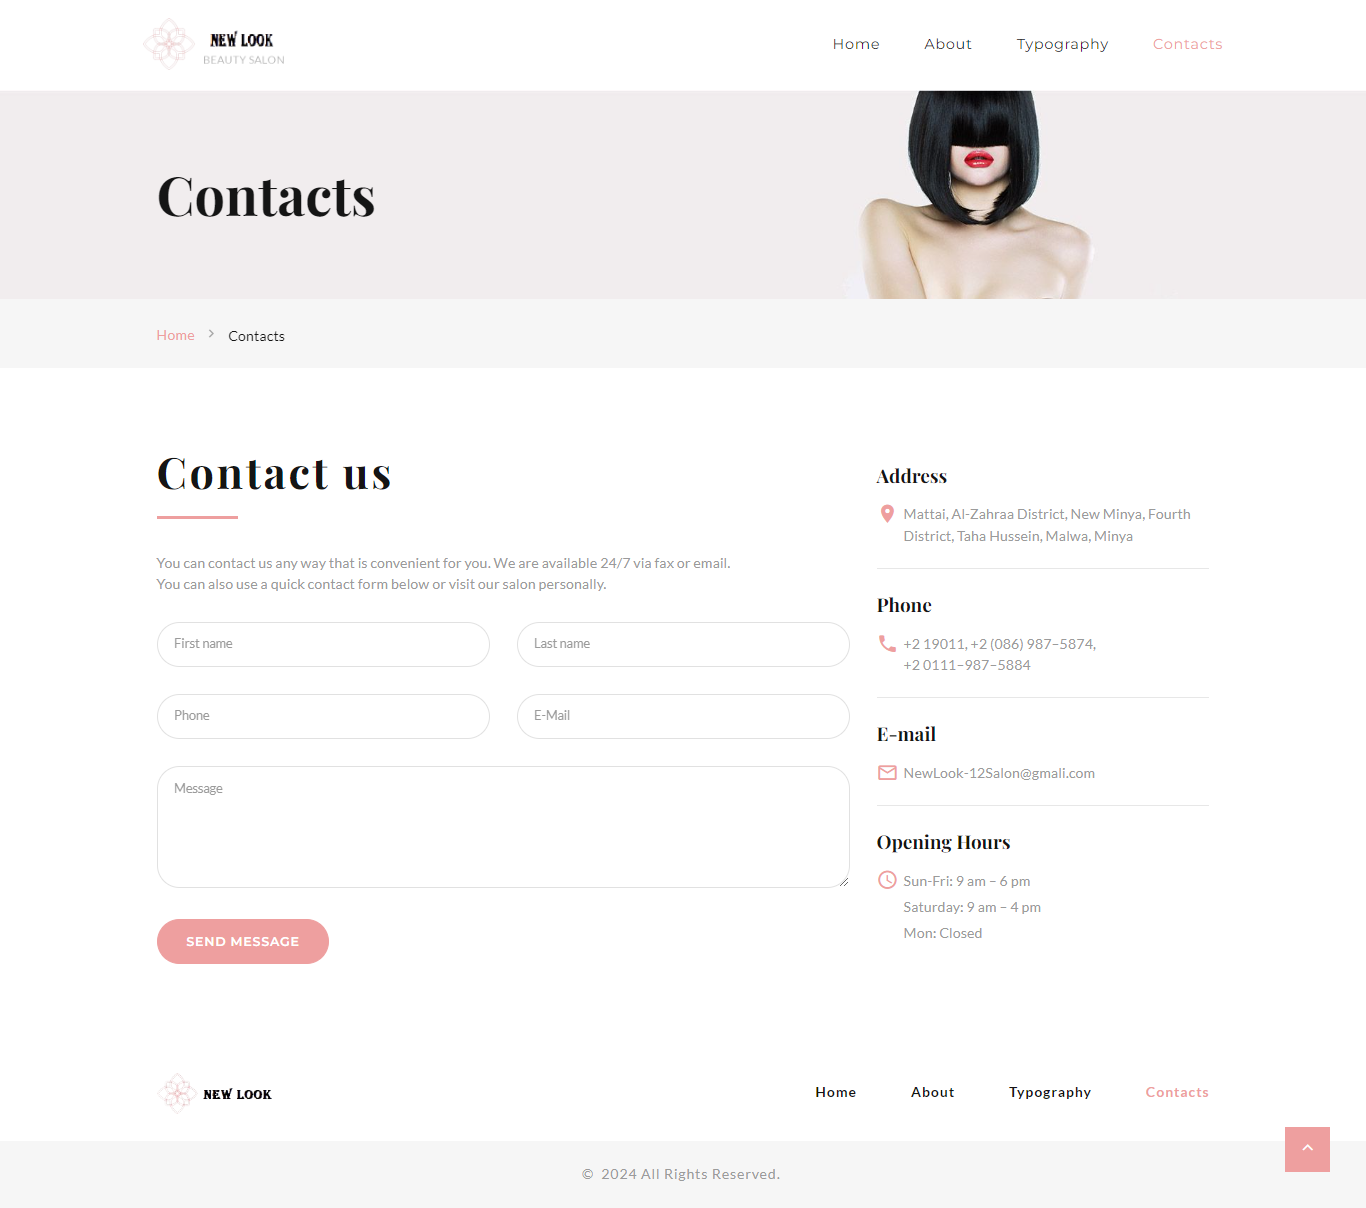 NEW LOOK
BEAUTY SALON
Home About Typography Contacts
Contacts
Home > Contacts
Contact us
You can contact us any way that is convenient for you. We are available 24/7 via fax or email.
You can also use a quick contact form below or visit our salon personally.
First name Last name
Phone E-Mail
Message
SEND MESSAGE
Address
Mattai, Al-Zahraa District, New Minya, Fourth
District, Taha Hussein, Malwa, Minya
Phone
+2 19011, +2 (086) 987–5874,
+2 0111–987–5884
E-mail
NewLook-12Salon@gmali.com
Opening Hours
Sun-Fri: 9 am – 6 pm
Saturday: 9 am – 4 pm
Mon: Closed
NEW LOOK
Home About Typography Contacts
© 2024 All Rights Reserved.